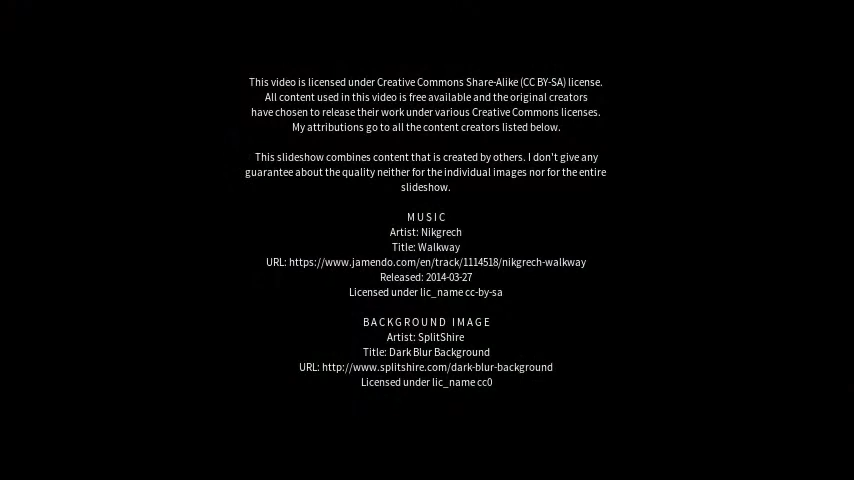 This video is licensed under Creative Commons Share-Alike (CC BY-SA) license.
All content used in this video is free available and the original creators
have chosen to release their work under various Creative Commons licenses.
My attributions go to all the content creators listed below.
This slideshow combines content that is created by others. I don't give any
guarantee about the quality neither for the individual images nor for the entire
slideshow.
MUSIC
Artist: Nikgrech
Title: Walkway
URL: https://www.jamendo.com/en/track/1114518/nikgrech-walkway
Released: 2014-03-27
Licensed under lic_name cc-by-sa
BACKGROUND IMAGE
Artist: SplitShire
Title: Dark Blur Background
URL: http://www.splitshire.com/dark-blur-background
Licensed under lic_name cc0